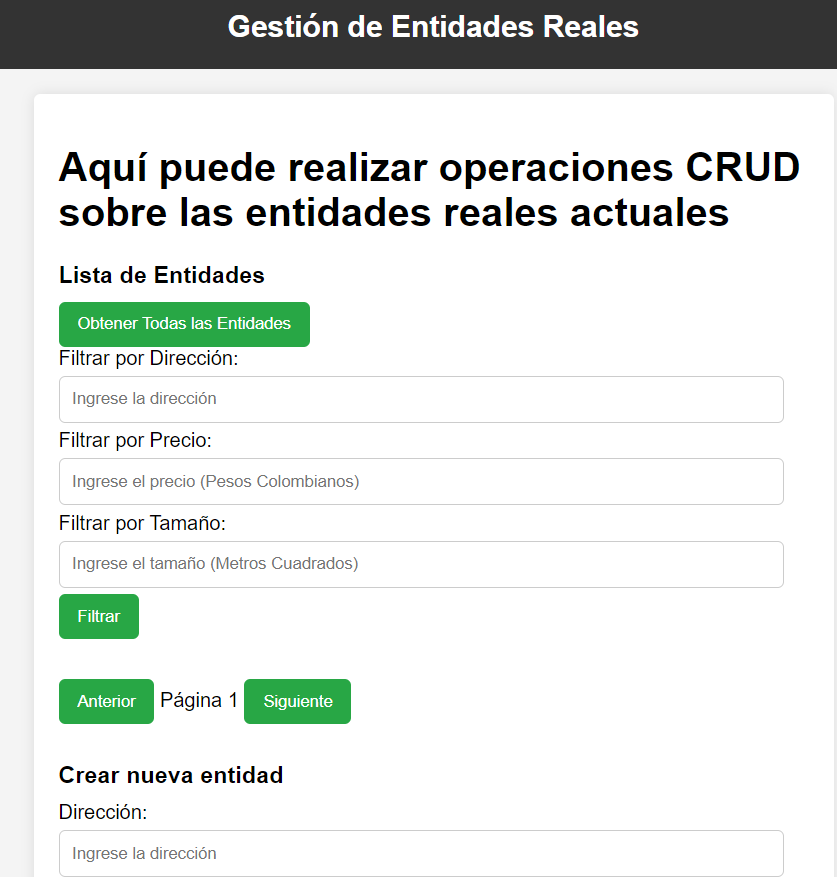 Gestión de Entidades Reales
Aquí puede realizar operaciones CRUD
sobre las entidades reales actuales
Lista de Entidades
Obtener Todas las Entidades
Filtrar por Dirección:
Ingrese la dirección
Filtrar por Precio:
Ingrese el precio (Pesos Colombianos)
Filtrar por Tamaño:
Ingrese el tamaño (Metros Cuadrados)
Filtrar
Anterior Página 1 Siguiente
Crear nueva entidad
Dirección:
Ingrese la dirección